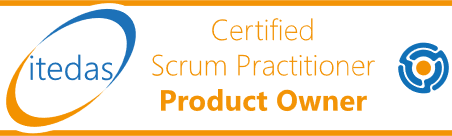 itedas
Certified
Scrum Practitioner
Product Owner